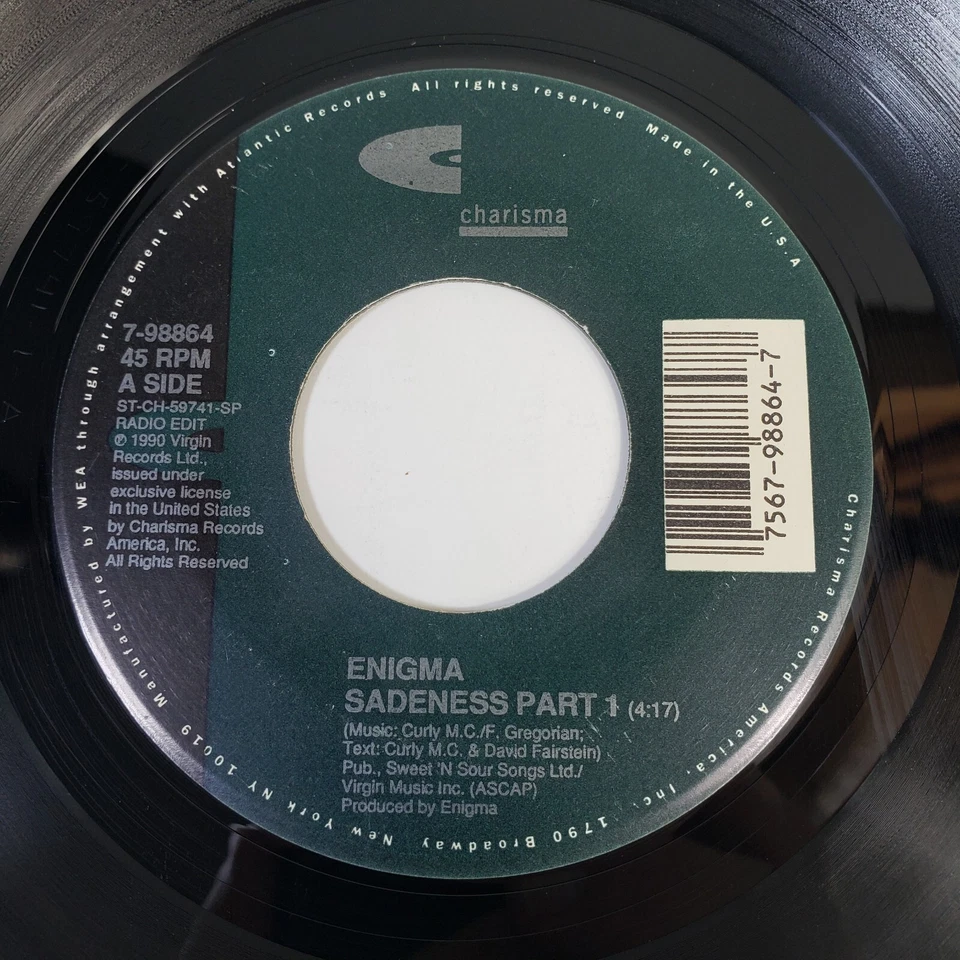 Manufactured by WEA through arrangement with Atlantic Records All rights reserved Made in the U.S.A
charisma
7-98864
45 RPM
A SIDE
ST-CH-59741-SP
RADIO EDIT
℗ 1990 Virgin
Records Ltd.,
issued under
exclusive license
in the United States
by Charisma Records
America, Inc.
All Rights Reserved
7567-98864-7
ENIGMA
SADENESS PART 1 (4:17)
(Music: Curly M.C./F. Gregorian;
Text: Curly M.C. & David Fairstein)
Pub., Sweet 'N Sour Songs Ltd./
Virgin Music Inc. (ASCAP)
Produced by Enigma
Charisma Records America, Inc. 1790 Broadway New York NY 100019